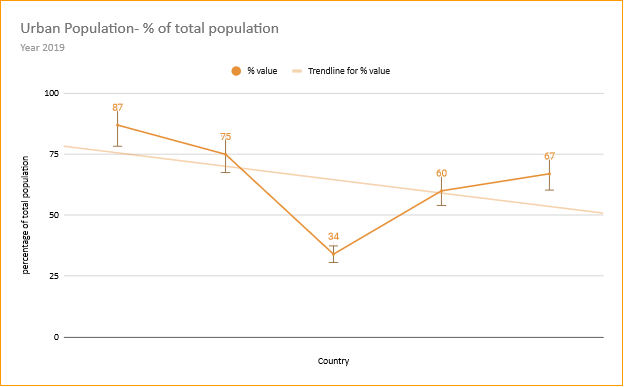 Urban Population- % of total population
Year 2019
% value
Trendline for % value
100
75
50
25
0
percentage of total population
87
75
34
60
67
Country